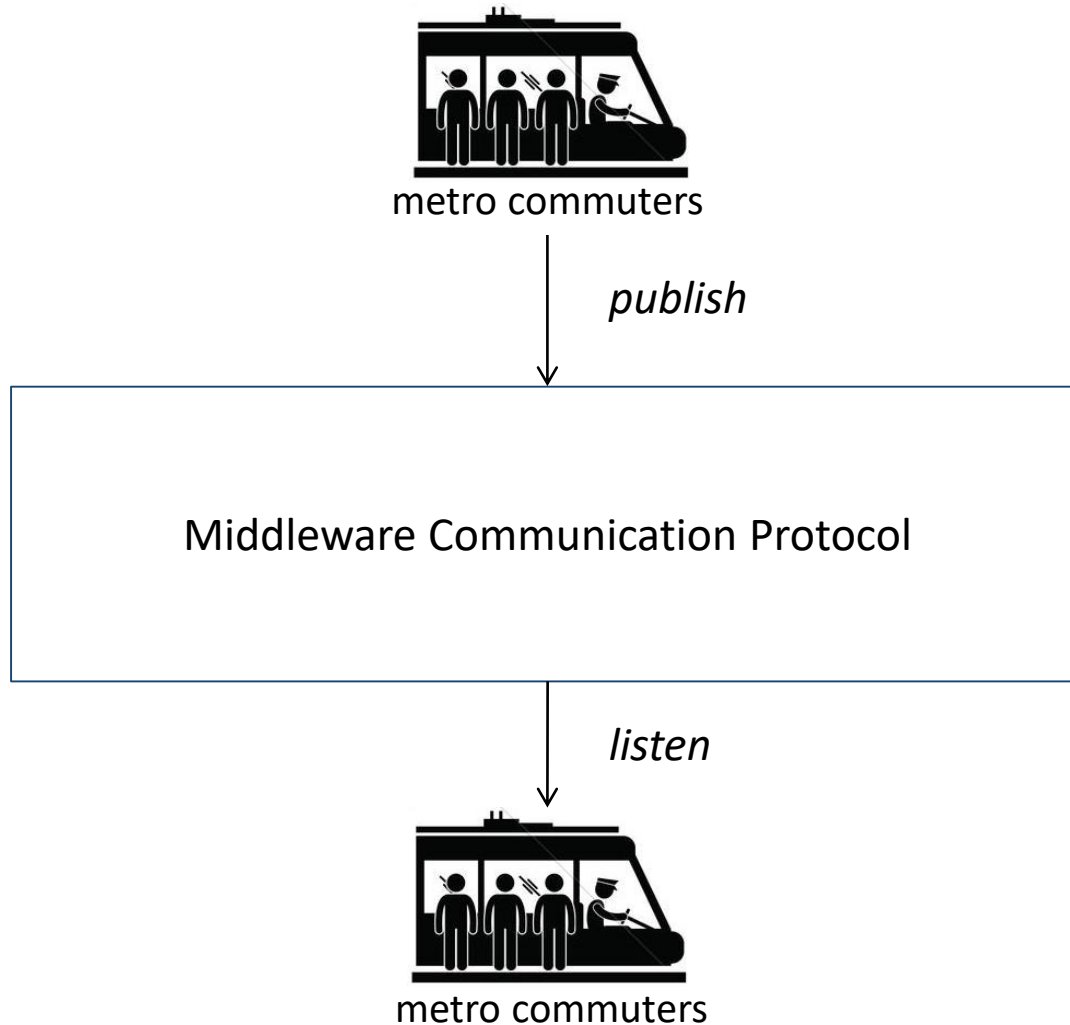 metro commuters
publish
Middleware Communication Protocol
listen
metro commuters